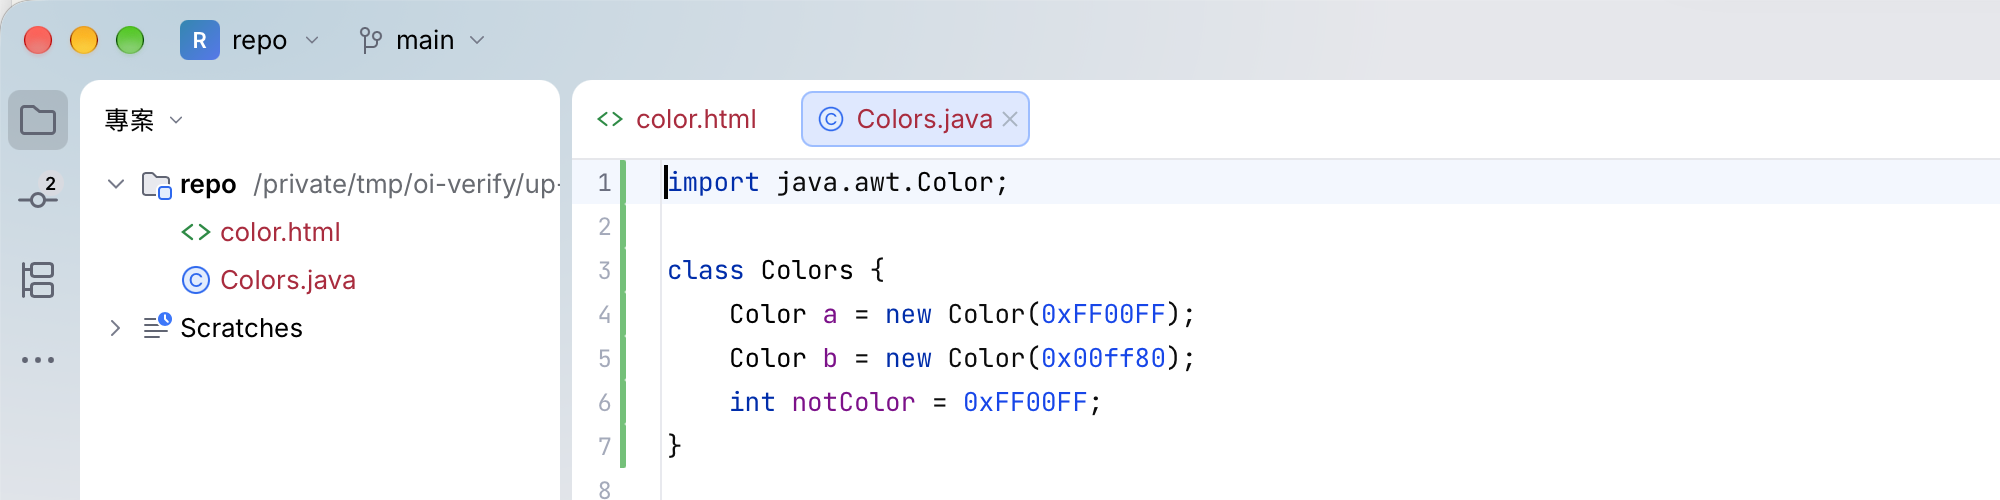 R repo main
專案
repo /private/tmp/oi-verify/up-
color.html
Colors.java
Scratches
2
color.html Colors.java
1 import java.awt.Color;
2
3 class Colors {
4 Color a = new Color(0xFF00FF);
5 Color b = new Color(0x00ff80);
6 int notColor = 0xFF00FF;
7 }
8